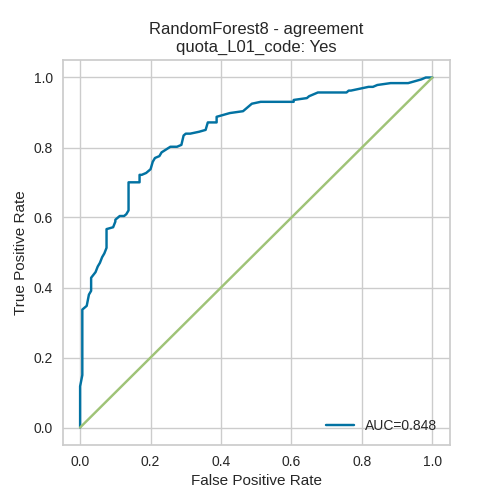 RandomForest8 - agreement
quota_L01_code: Yes
1.0
0.8
0.6
0.4
0.2
0.0
True Positive Rate
AUC=0.848
0.0 0.2 0.4 0.6 0.8 1.0
False Positive Rate